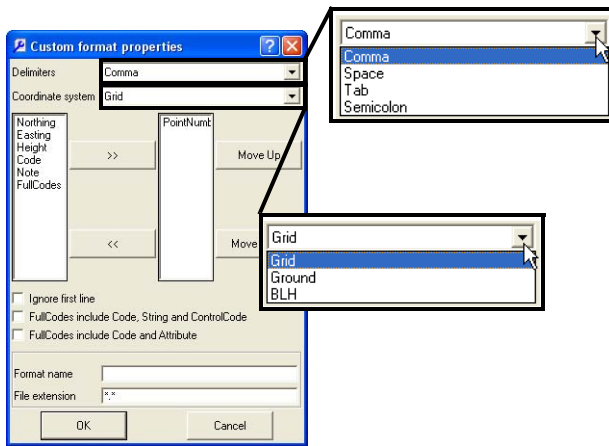 Custom format properties
Delimiters Comma
Coordinate system Grid
Northing
Easting
Height
Code
Note
FullCodes
>>
<<
PointNumb
Move Up
Move
Ignore first line
FullCodes include Code, String and ControlCode
FullCodes include Code and Attribute
Format name
File extension *.*
OK Cancel
Comma
Comma
Space
Tab
Semicolon
Grid
Grid
Ground
BLH